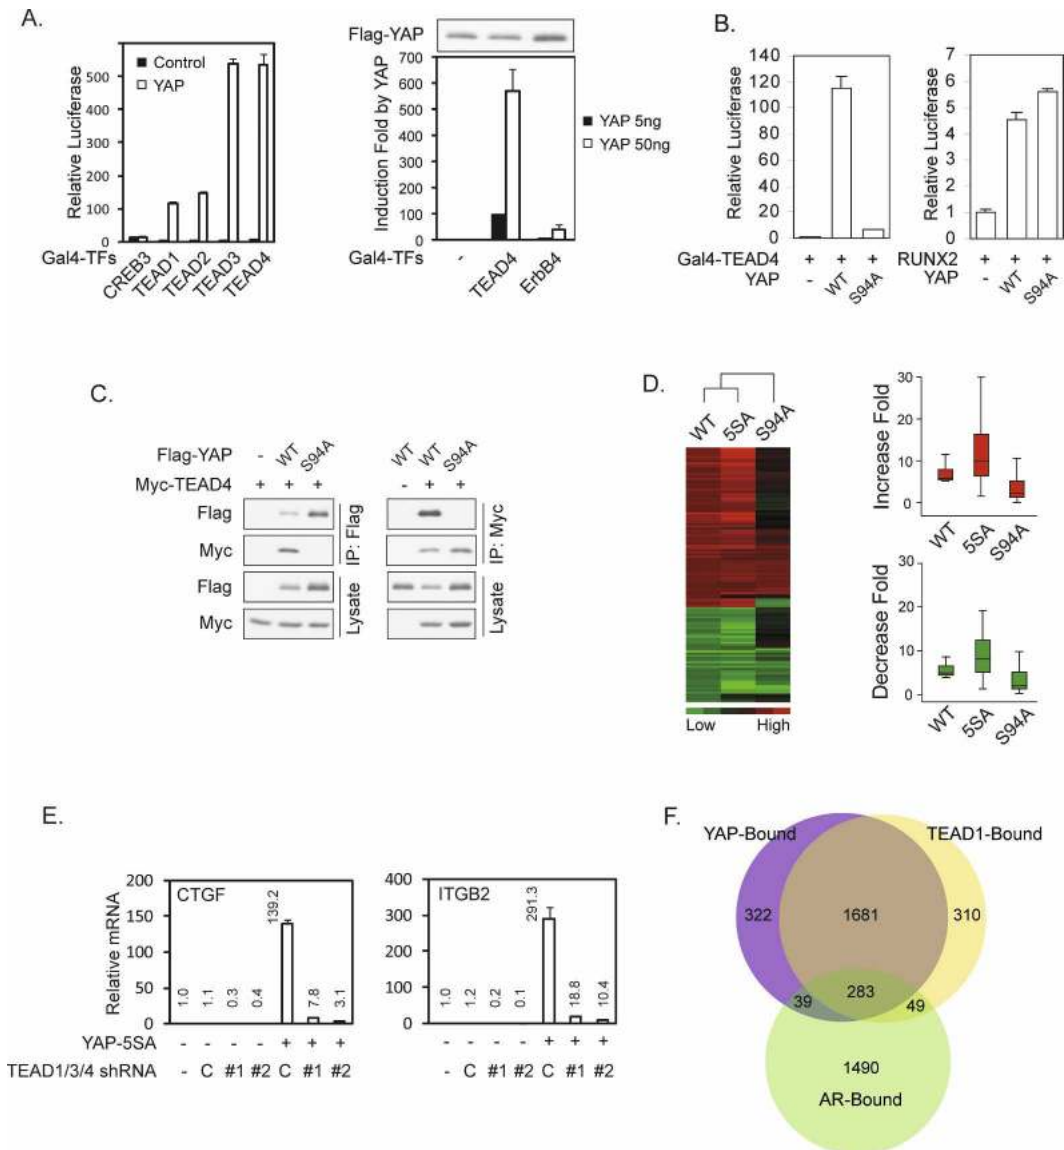 A.
Relative Luciferase
500
400
300
200
100
0
Control
YAP
Gal4-TFs
CREB3
TEAD1
TEAD2
TEAD3
TEAD4
Flag-YAP
Induction Fold by YAP
700
600
500
400
300
200
100
0
YAP 5ng
YAP 50ng
Gal4-TFs
-
TEAD4
ErbB4
B.
Relative Luciferase
140
120
100
80
60
40
20
0
Gal4-TEAD4 + + +
YAP - WT S94A
Relative Luciferase
7
6
5
4
3
2
1
0
RUNX2 + + +
YAP - WT S94A
C.
Flag-YAP - WT S94A WT WT S94A
Myc-TEAD4 + + + - + +
Flag
Myc
IP: Flag
IP: Myc
Flag
Myc
Lysate
Lysate
D.
WT 5SA S94A
Low High
Increase Fold
30
20
10
0
WT 5SA S94A
Decrease Fold
30
20
10
0
WT 5SA S94A
E.
Relative mRNA
200
150
100
50
0
CTGF
1.0 1.1 0.3 0.4 139.2 7.8 3.1
YAP-5SA - - - - + + +
TEAD1/3/4 shRNA - C #1 #2 C #1 #2
400
300
200
100
0
ITGB2
1.0 1.2 0.2 0.1 291.3 18.8 10.4
- - - - + + +
- C #1 #2 C #1 #2
F.
YAP-Bound TEAD1-Bound
322 1681 310
39 283 49
1490
AR-Bound